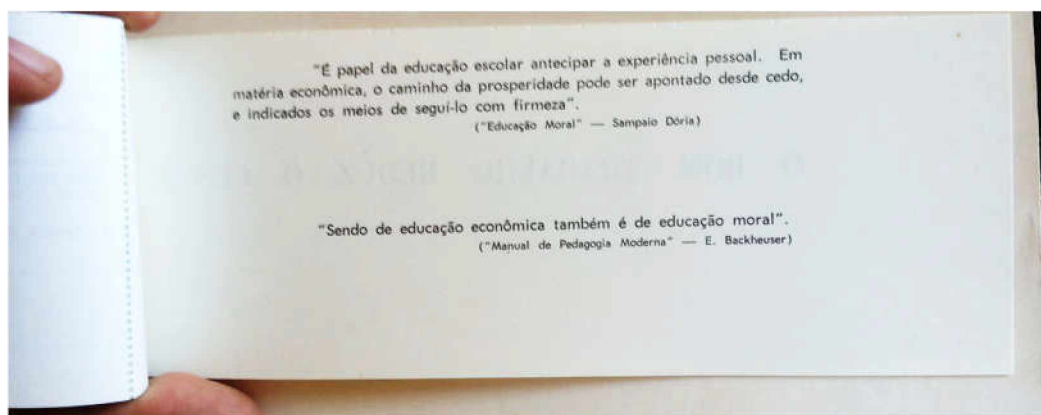 "É papel da educação escolar antecipar a experiência pessoal. Em
matéria econômica, o caminho da prosperidade pode ser apontado desde cedo,
e indicados os meios de seguí-lo com firmeza".
("Educação Moral" — Sampaio Dória)
"Sendo de educação econômica também é de educação moral".
("Manual de Pedagogia Moderna" — E. Backheuser)